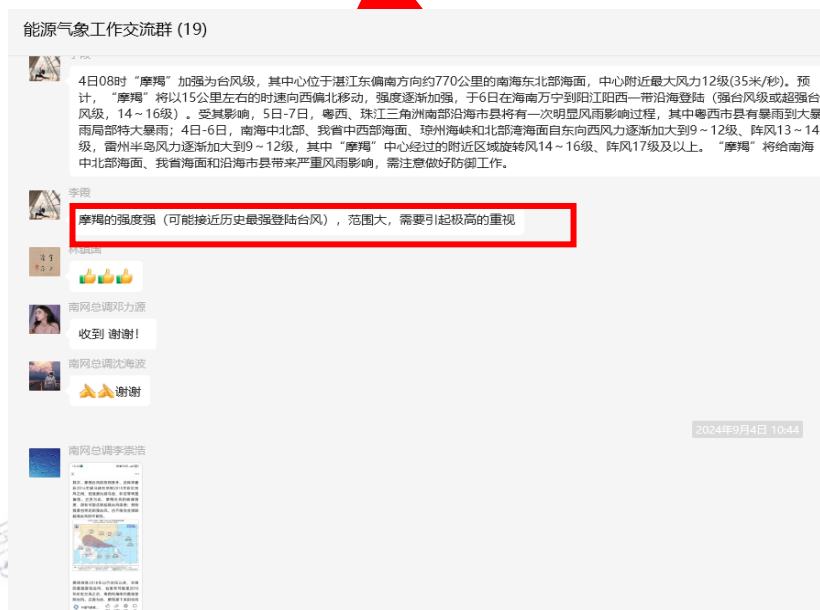 能源气象工作交流群 (19)
4日08时“摩羯”加强为台风级，其中心位于湛江东偏南方向约770公里的南海东北部海面，中心附近最大风力12级(35米/秒)。预
计，“摩羯”将以15公里左右的时速向西偏北移动，强度逐渐加强，于6日在海南万宁到阳江阳西一带沿海登陆（强台风级或超强台
风级，14～16级）。受其影响，5日-7日，粤西、珠江三角洲南部沿海市县将有一次明显风雨影响过程，其中粤西市县有暴雨到大暴
雨局部特大暴雨；4日-6日，南海中北部、我省中西部海面、琼州海峡和北部湾海面自东向西风力逐渐加大到9～12级、阵风13～14
级，雷州半岛风力逐渐加大到9～12级，其中“摩羯”中心经过的附近区域旋转风14～16级、阵风17级及以上。“摩羯”将给南海
中北部海面、我省海面和沿海市县带来严重风雨影响，需注意做好防御工作。
李霞
摩羯的强度强（可能接近历史最强登陆台风），范围大，需要引起极高的重视
南网总调邓力源
收到 谢谢！
南网总调沈海波
谢谢
2024年9月4日 10:44
南网总调李崇浩